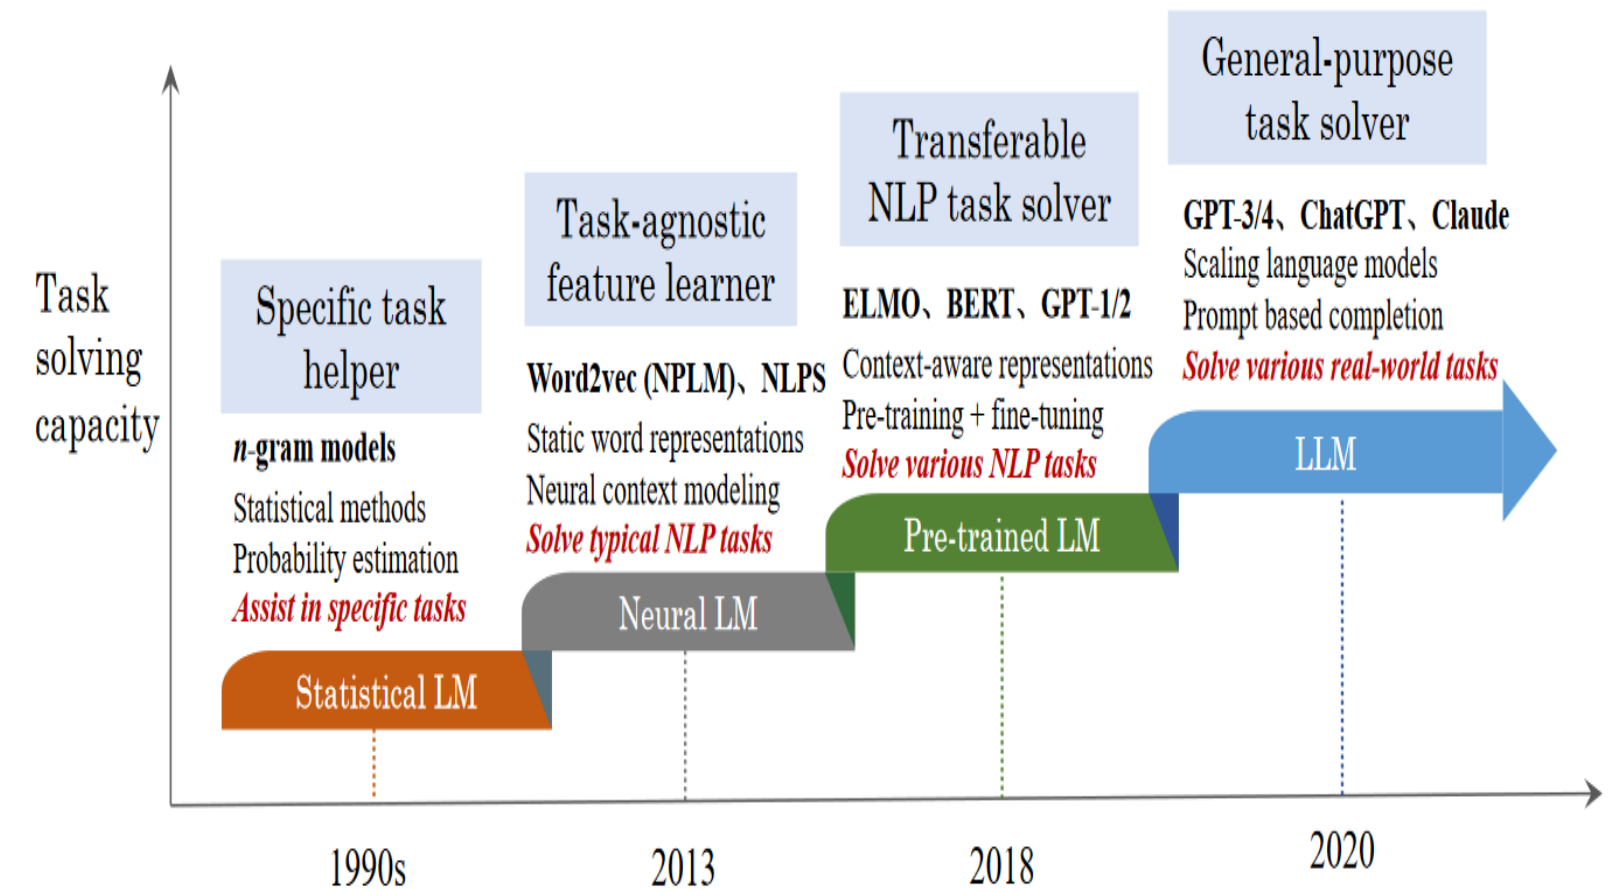 Task
solving
capacity
Specific task
helper
n-gram models
Statistical methods
Probability estimation
Assist in specific tasks
Statistical LM
1990s
Task-agnostic
feature learner
Word2vec (NPLM)、NLPS
Static word representations
Neural context modeling
Solve typical NLP tasks
Neural LM
2013
Transferable
NLP task solver
ELMO、BERT、GPT-1/2
Context-aware representations
Pre-training + fine-tuning
Solve various NLP tasks
Pre-trained LM
2018
General-purpose
task solver
GPT-3/4、ChatGPT、Claude
Scaling language models
Prompt based completion
Solve various real-world tasks
LLM
2020